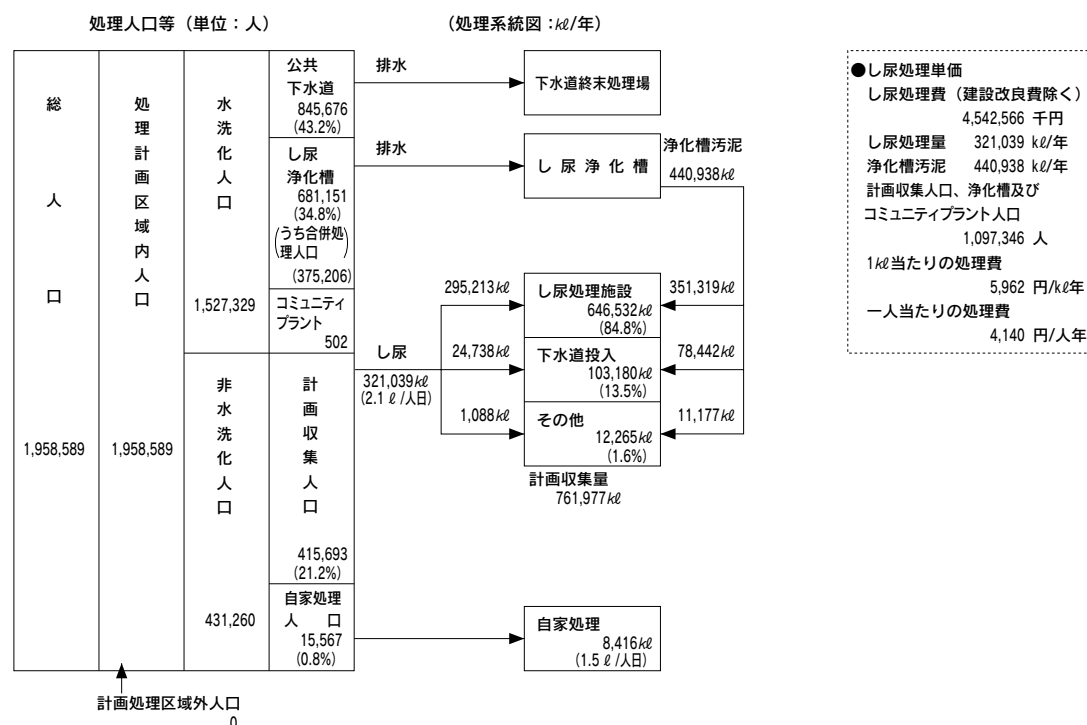 処理人口等(単位:人)
(処理系統図:kℓ/年)
総人口
1,958,589
処理計画区域内人口
1,958,589
水洗化人口
1,527,329
非水洗化人口
431,260
公共
下水道
845,676
(43.2%)
し尿
浄化槽
681,151
(34.8%)
(うち合併処
理人口)
(375,206)
コミュニティ
プラント
502
計画収集人口
415,693
(21.2%)
自家処理
人 口
15,567
(0.8%)
計画処理区域外人口
0
排水
下水道終末処理場
排水
し尿浄化槽
浄化槽汚泥
440,938kℓ
し尿
321,039kℓ
(2.1ℓ/人日)
295,213kℓ
し尿処理施設
646,532kℓ
(84.8%)
351,319kℓ
24,738kℓ
下水道投入
103,180kℓ
(13.5%)
78,442kℓ
1,088kℓ
その他
12,265kℓ
(1.6%)
11,177kℓ
計画収集量
761,977kℓ
自家処理
8,416kℓ
(1.5ℓ/人日)
●し尿処理単価
し尿処理費(建設改良費除く)
4,542,566 千円
し尿処理量 321,039 kℓ/年
浄化槽汚泥 440,938 kℓ/年
計画収集人口、浄化槽及び
コミュニティプラント人口
1,097,346 人
1kℓ当たりの処理費
5,962 円/kℓ年
一人当たりの処理費
4,140 円/人年